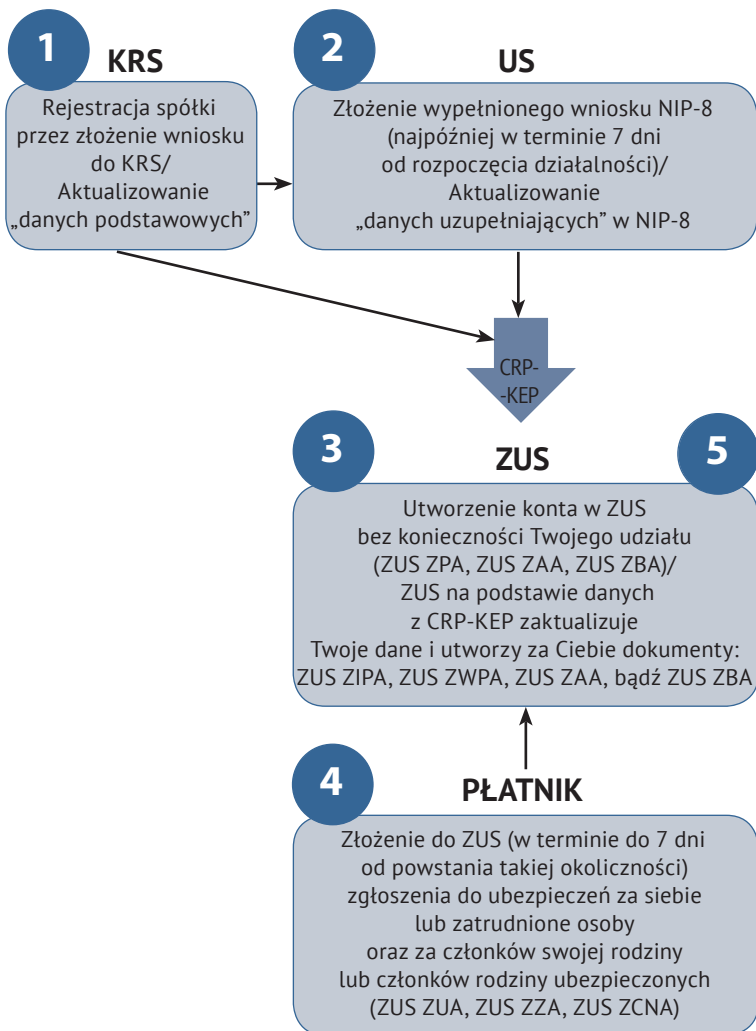 1
KRS
Rejestracja spółki
przez złożenie wniosku
do KRS/
Aktualizowanie
„danych podstawowych”
2
US
Złożenie wypełnionego wniosku NIP-8
(najpóźniej w terminie 7 dni
od rozpoczęcia działalności)/
Aktualizowanie
„danych uzupełniających” w NIP-8
CRP-
-KEP
3
ZUS
5
Utworzenie konta w ZUS
bez konieczności Twojego udziału
(ZUS ZPA, ZUS ZAA, ZUS ZBA)/
ZUS na podstawie danych
z CRP-KEP zaktualizuje
Twoje dane i utworzy za Ciebie dokumenty:
ZUS ZIPA, ZUS ZWPA, ZUS ZAA, bądź ZUS ZBA
4
PŁATNIK
Złożenie do ZUS (w terminie do 7 dni
od powstania takiej okoliczności)
zgłoszenia do ubezpieczeń za siebie
lub zatrudnione osoby
oraz za członków swojej rodziny
lub członków rodziny ubezpieczonych
(ZUS ZUA, ZUS ZZA, ZUS ZCNA)